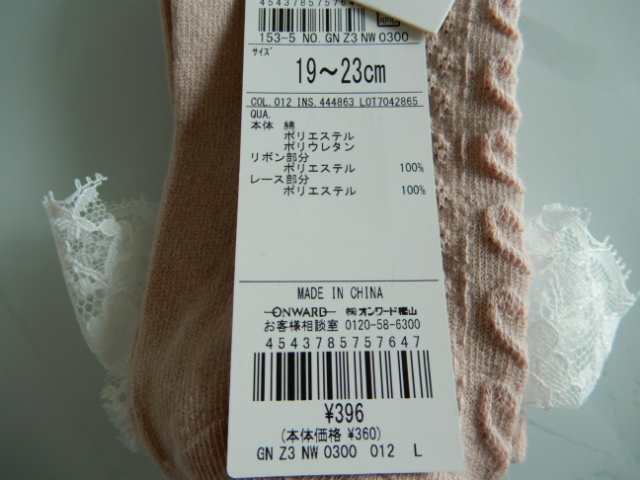 4543785757647
153-5 NO. GN Z3 NW 0300
サイズ
19～23cm
COL. 012 INS. 444863 LOT7042865
QUA.
本体 綿
ポリエステル
ポリウレタン
リボン部分
ポリエステル 100%
レース部分
ポリエステル 100%
MADE IN CHINA
ONWARD ㈱オンワード樫山
お客様相談室 0120-58-6300
4543785757647
¥396
(本体価格 ¥360)
GN Z3 NW 0300 012 L